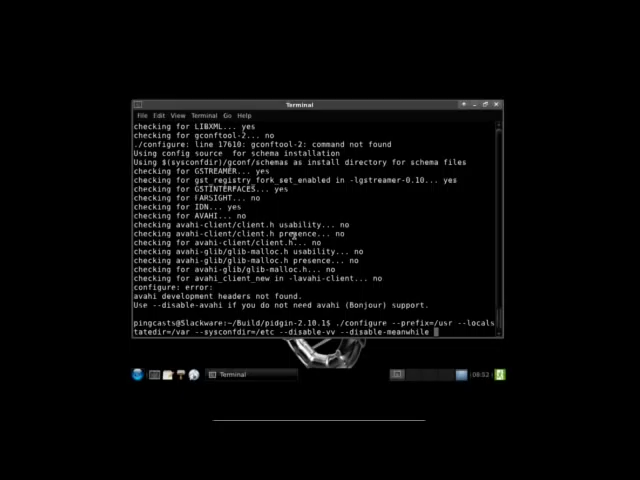 Terminal
File Edit View Terminal Go Help
checking for LIBXML... yes
checking for gconftool-2... no
./configure: line 17610: gconftool-2: command not found
Using config source  for schema installation
Using $(sysconfdir)/gconf/schemas as install directory for schema files
checking for GSTREAMER... yes
checking for gst_registry_fork_set_enabled in -lgstreamer-0.10... yes
checking for GSTINTERFACES... yes
checking for FARSIGHT... no
checking for IDN... yes
checking for AVAHI... no
checking avahi-client/client.h usability... no
checking avahi-client/client.h presence... no
checking for avahi-client/client.h... no
checking avahi-glib/glib-malloc.h usability... no
checking avahi-glib/glib-malloc.h presence... no
checking for avahi-glib/glib-malloc.h... no
checking for avahi_client_new in -lavahi-client... no
configure: error:
avahi development headers not found.
Use --disable-avahi if you do not need avahi (Bonjour) support.
pingcasts@Slackware:~/Build/pidgin-2.10.1$ ./configure --prefix=/usr --locals
tatedir=/var --sysconfdir=/etc --disable-vv --disable-meanwhile
Terminal
08:52